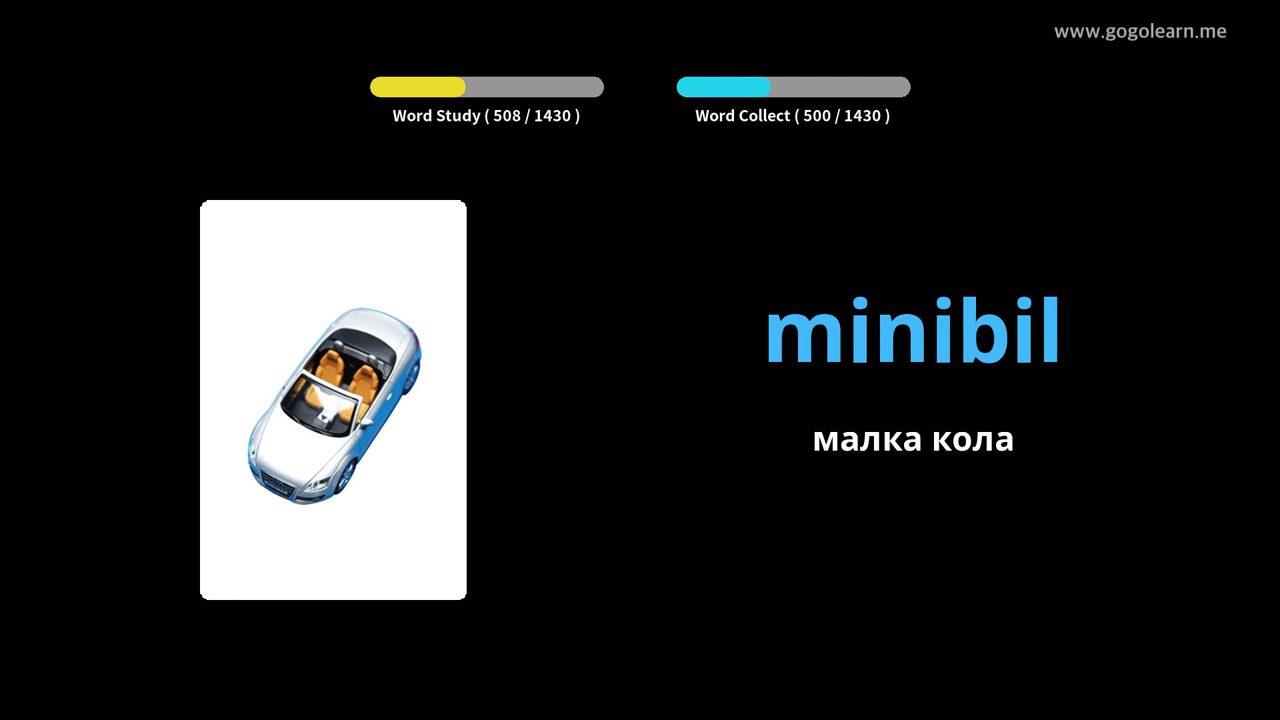 www.gogolearn.me
Word Study ( 508 / 1430 )
Word Collect ( 500 / 1430 )
minibil
малка кола